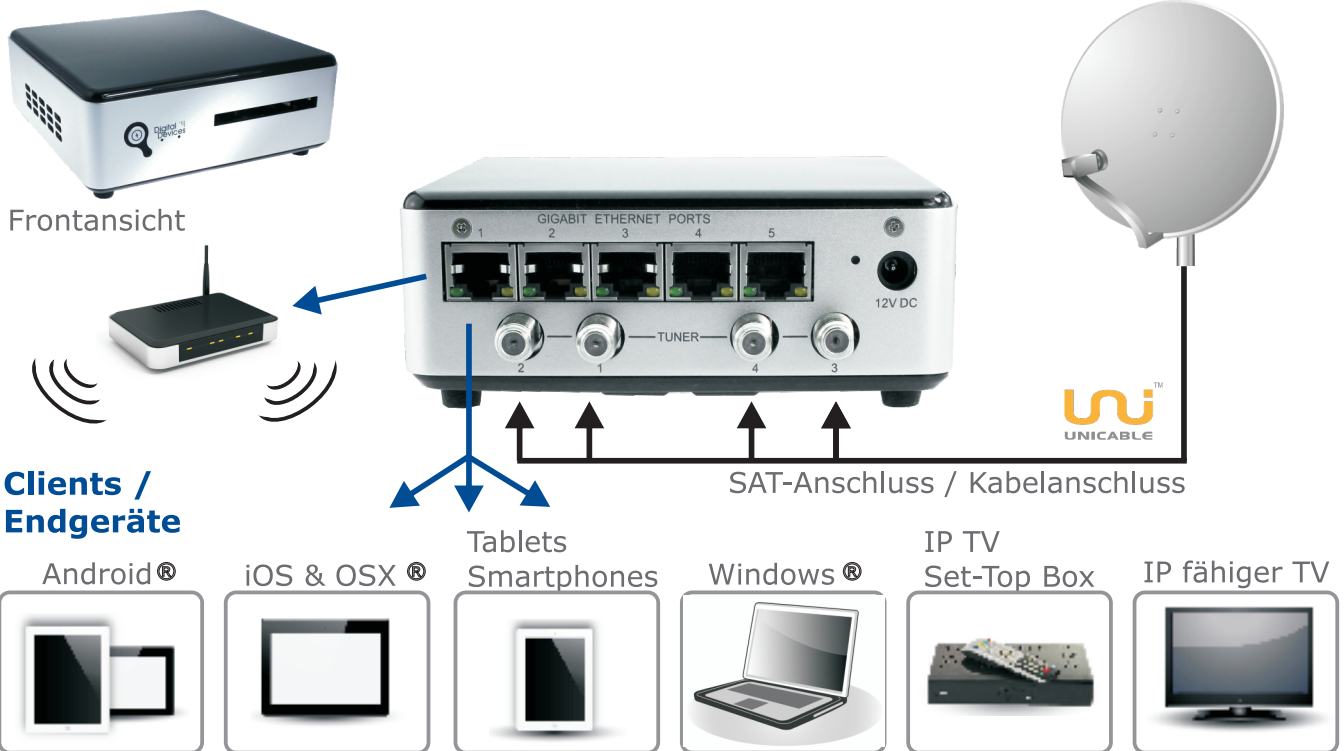 Digital
Devices
Frontansicht
GIGABIT ETHERNET PORTS
1 2 3 4 5
12V DC
TUNER
2 1 4 3
uni™
UNICABLE
SAT-Anschluss / Kabelanschluss
Clients /
Endgeräte
Android®
iOS & OSX ®
Tablets
Smartphones
Windows ®
IP TV
Set-Top Box
IP fähiger TV